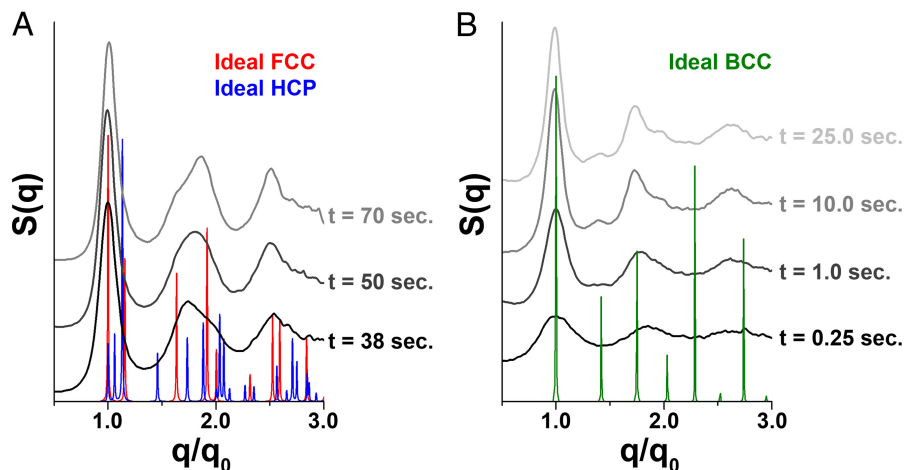 A
Ideal FCC
Ideal HCP
S(q)
t = 70 sec.
t = 50 sec.
t = 38 sec.
1.0
2.0
3.0
q/q0
B
Ideal BCC
S(q)
t = 25.0 sec.
t = 10.0 sec.
t = 1.0 sec.
t = 0.25 sec.
1.0
2.0
3.0
q/q0